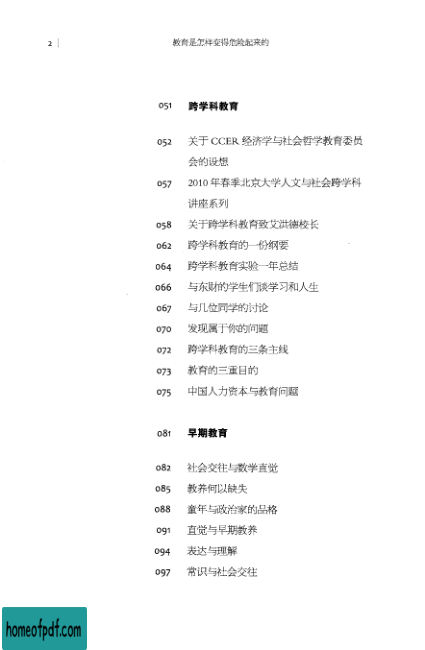 2 | 教育是怎样变得危险起来的
051 跨学科教育
052 关于 CCER 经济学与社会哲学教育委员
会的设想
057 2010 年春季北京大学人文与社会跨学科
讲座系列
058 关于跨学科教育致艾洪德校长
062 跨学科教育的一份纲要
064 跨学科教育实验一年总结
066 与东财的学生们谈学习和人生
067 与几位同学的讨论
070 发现属于你的问题
072 跨学科教育的三条主线
073 教育的三重目的
075 中国人力资本与教育问题
081 早期教育
082 社会交往与数学直觉
085 教养何以缺失
088 童年与政治家的品格
091 直觉与早期教养
094 表达与理解
097 常识与社会交往
homeofpdf.com